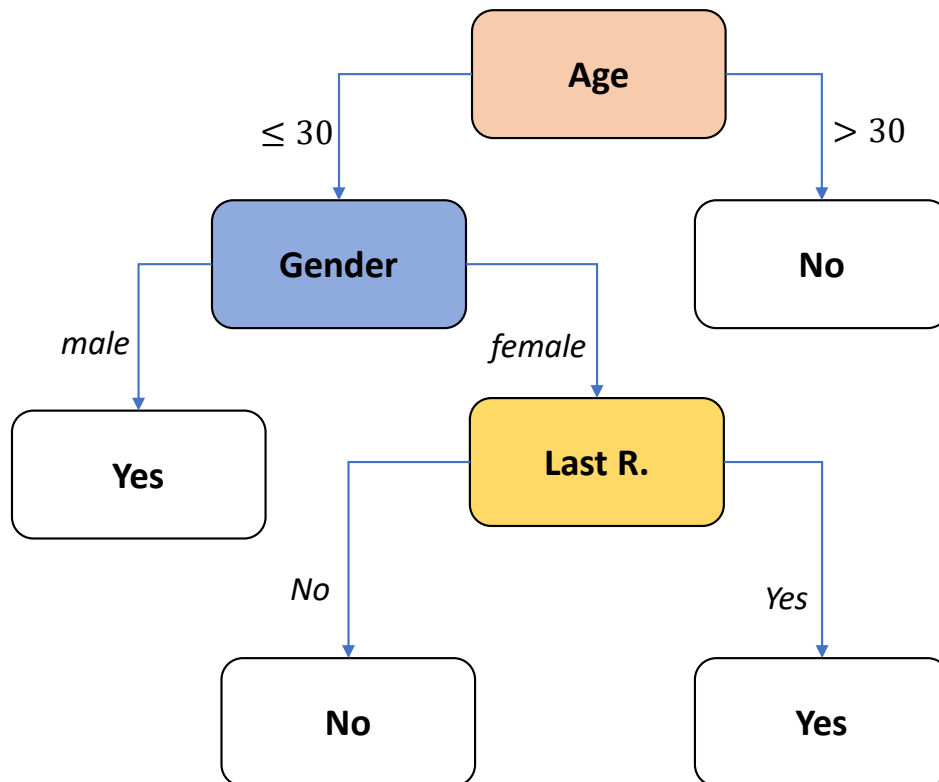 Age
≤ 30
> 30
Gender
No
male
female
Yes
Last R.
No
Yes
No
Yes